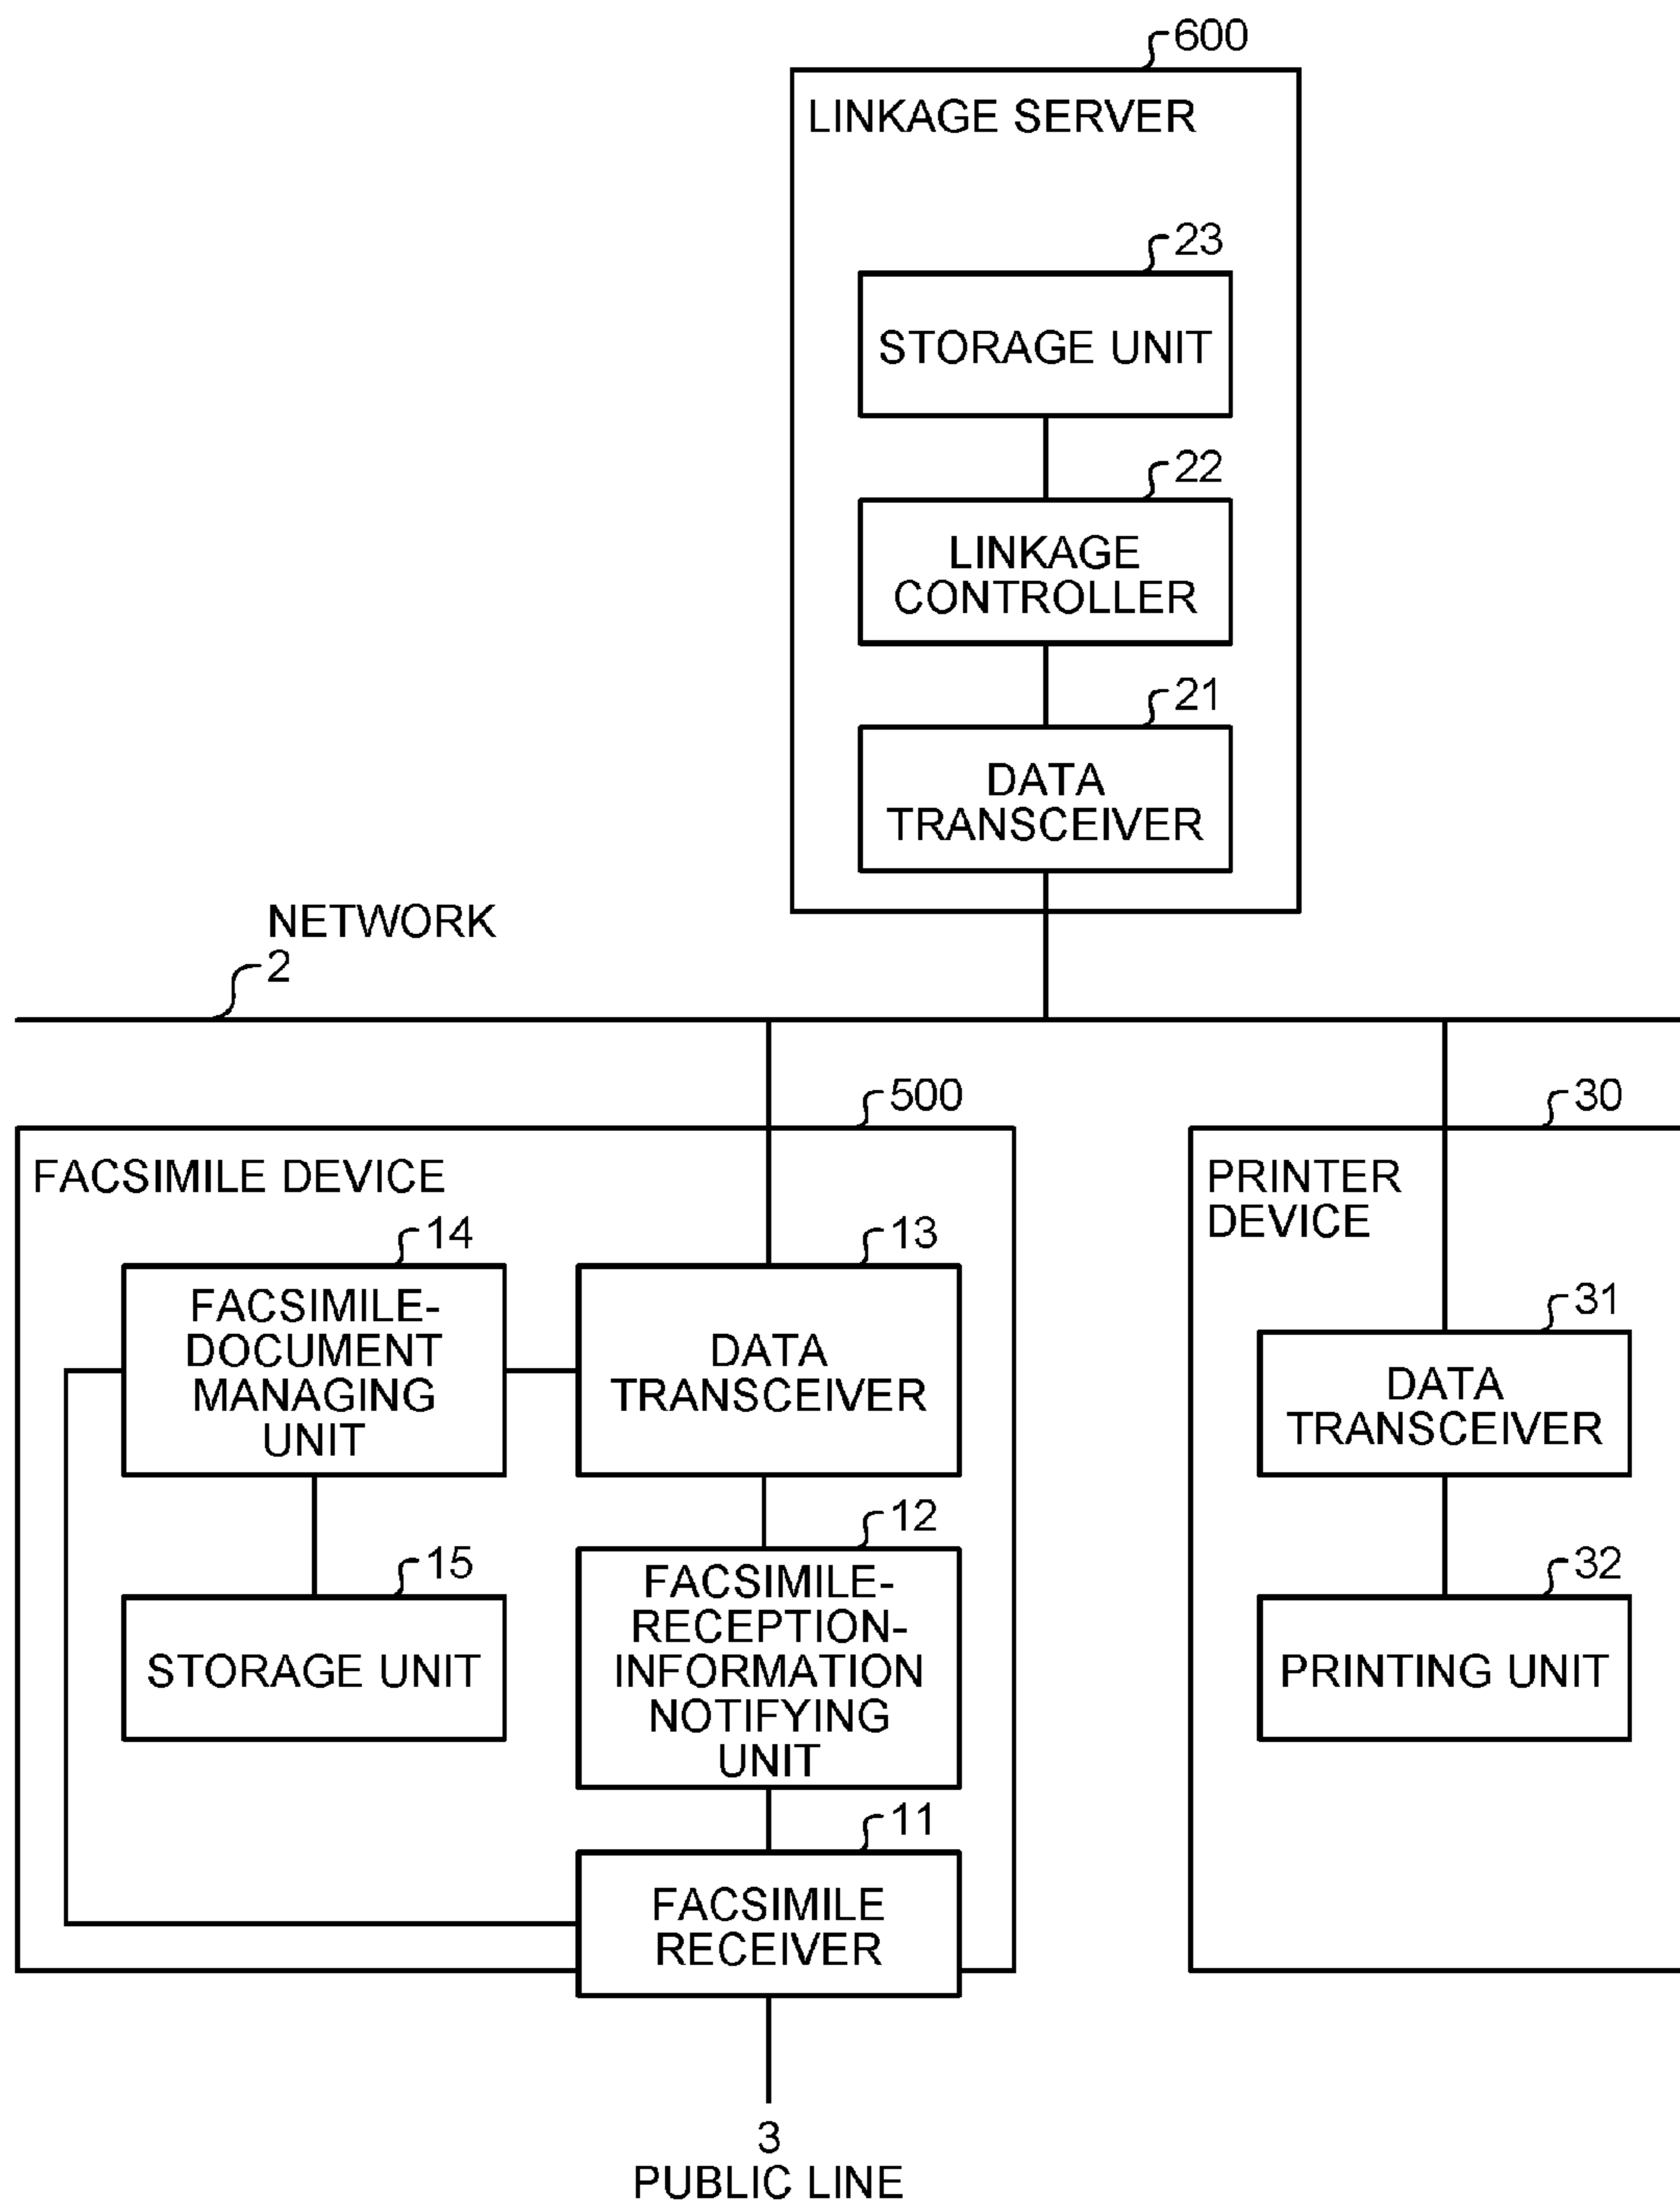 600
LINKAGE SERVER
23
STORAGE UNIT
22
LINKAGE
CONTROLLER
21
DATA
TRANSCEIVER
NETWORK
2
500
FACSIMILE DEVICE
14
FACSIMILE-
DOCUMENT
MANAGING
UNIT
13
DATA
TRANSCEIVER
15
STORAGE UNIT
12
FACSIMILE-
RECEPTION-
INFORMATION
NOTIFYING
UNIT
11
FACSIMILE
RECEIVER
3
PUBLIC LINE
30
PRINTER
DEVICE
31
DATA
TRANSCEIVER
32
PRINTING UNIT